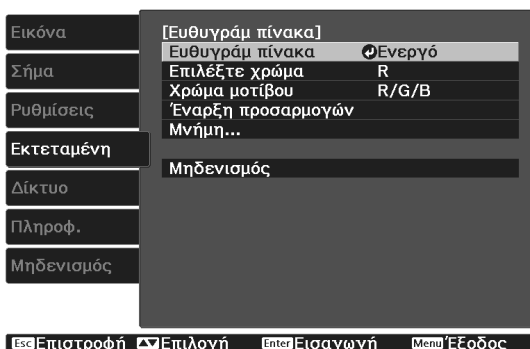 Εικόνα
Σήμα
Ρυθμίσεις
Εκτεταμένη
Δίκτυο
Πληροφ.
Μηδενισμός
[Ευθυγράμ πίνακα]
Ευθυγράμ πίνακα Ενεργό
Επιλέξτε χρώμα R
Χρώμα μοτίβου R/G/B
Έναρξη προσαρμογών
Μνήμη...
Μηδενισμός
Esc Επιστροφή Επιλογή Enter Εισαγωγή Menu Έξοδος